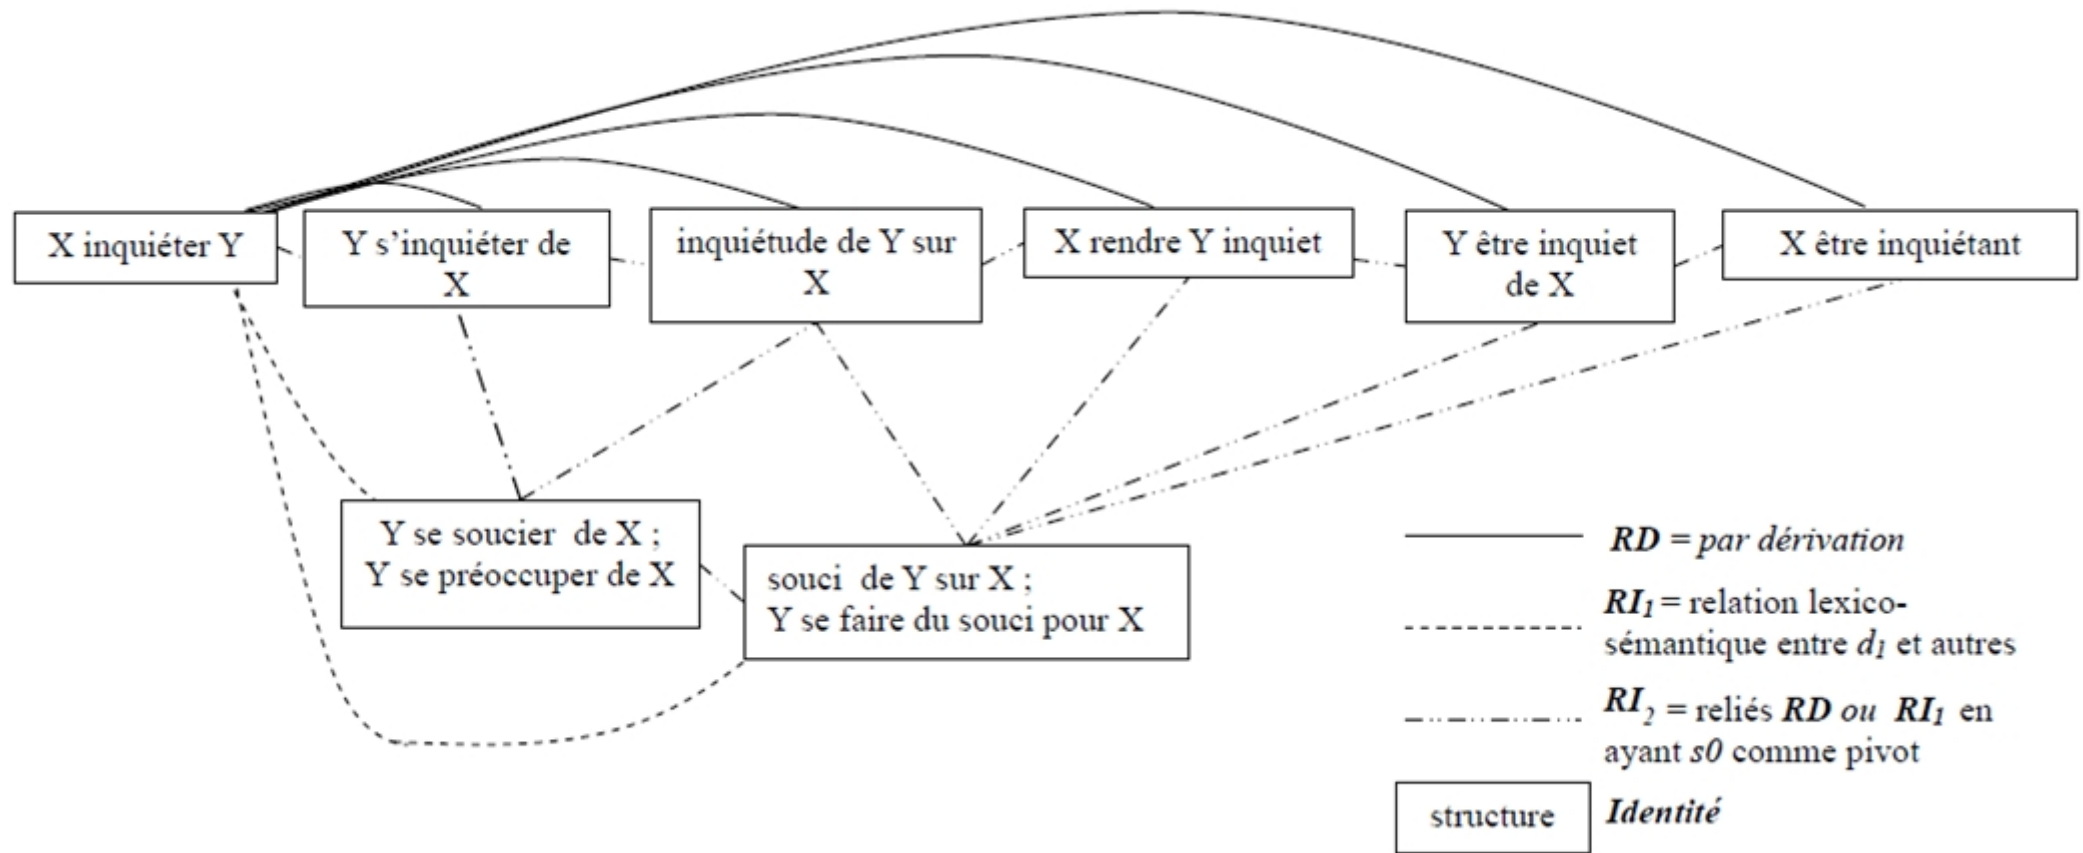 X inquiéter Y
Y s’inquiéter de
X
inquiétude de Y sur
X
X rendre Y inquiet
Y être inquiet
de X
X être inquiétant
Y se soucier de X ;
Y se préoccuper de X
souci de Y sur X ;
Y se faire du souci pour X
RD = par dérivation
RI1 = relation lexico-
sémantique entre d1 et autres
RI2 = reliés RD ou RI1 en
ayant s0 comme pivot
structure Identité